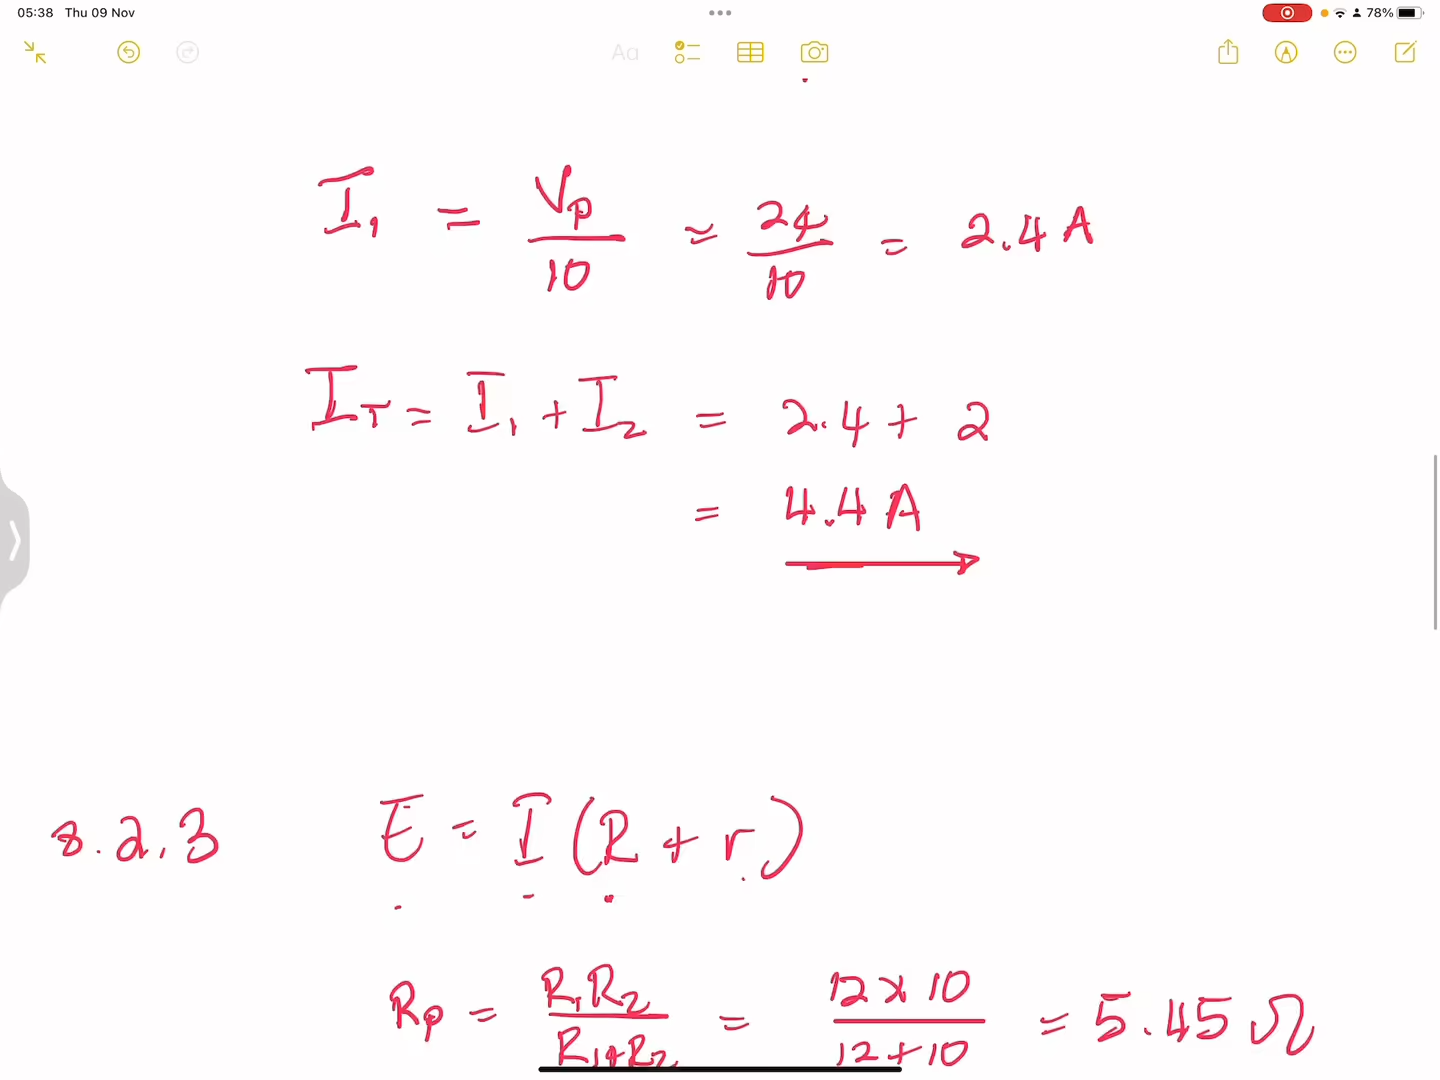 05:38 Thu 09 Nov
78%
Aa
I₁ = Vp/10 = 24/10 = 2.4 A
I_T = I₁ + I₂ = 2.4 + 2
= 4.4 A
8.2.3 E = I (R + r)
Rp = R₁R₂/R₁+R₂ = 12 x 10/12 + 10 = 5.45 Ω